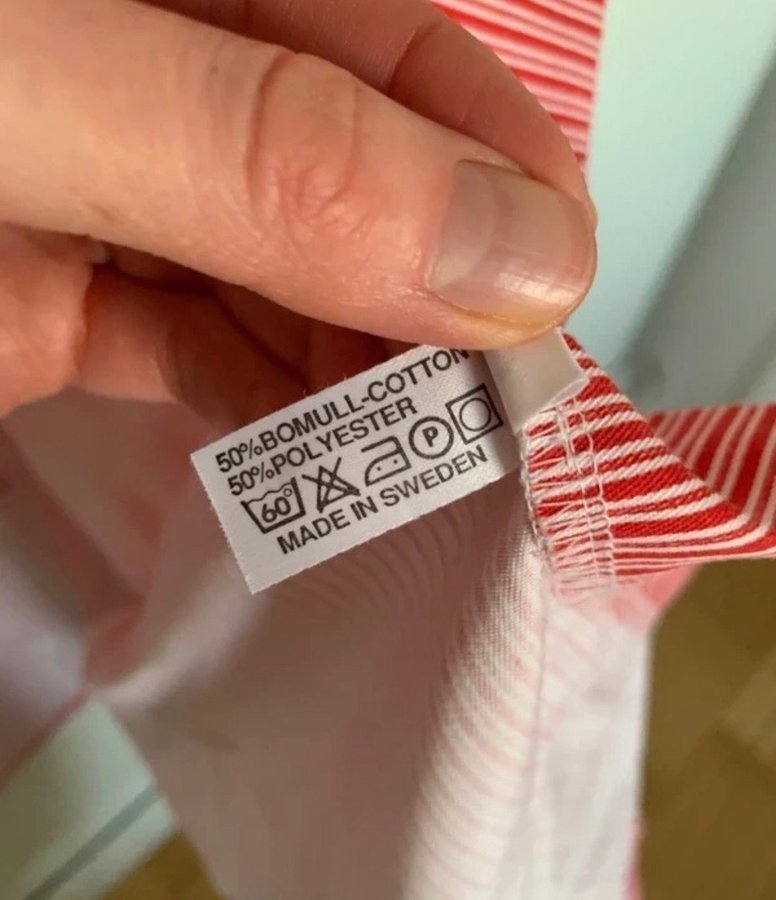 50%BOMULL-COTTON
50%POLYESTER
60° P
MADE IN SWEDEN